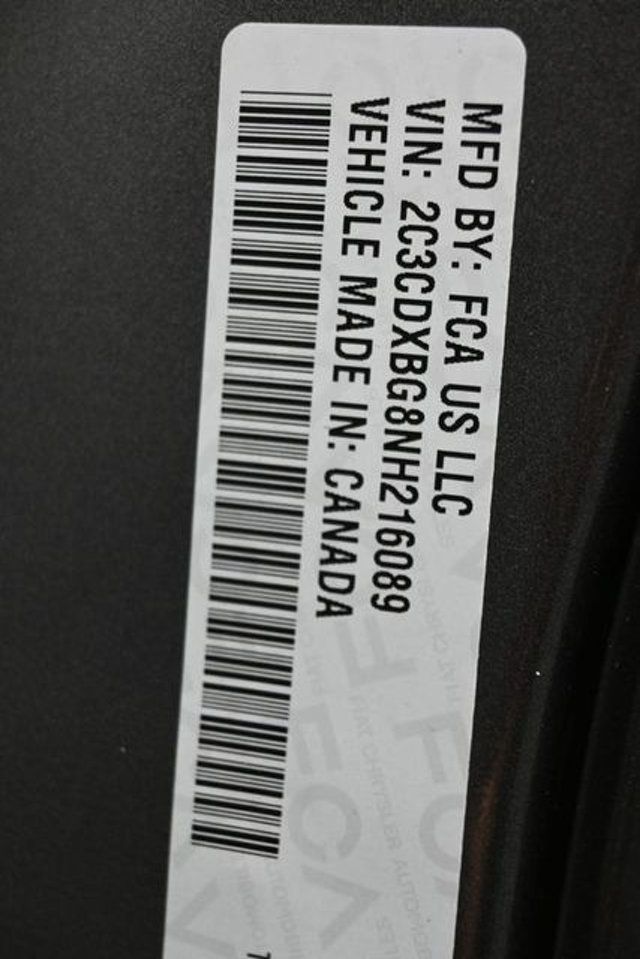 MFD BY: FCA US LLC
VIN: 2C3CDXBG8NH216089
VEHICLE MADE IN: CANADA